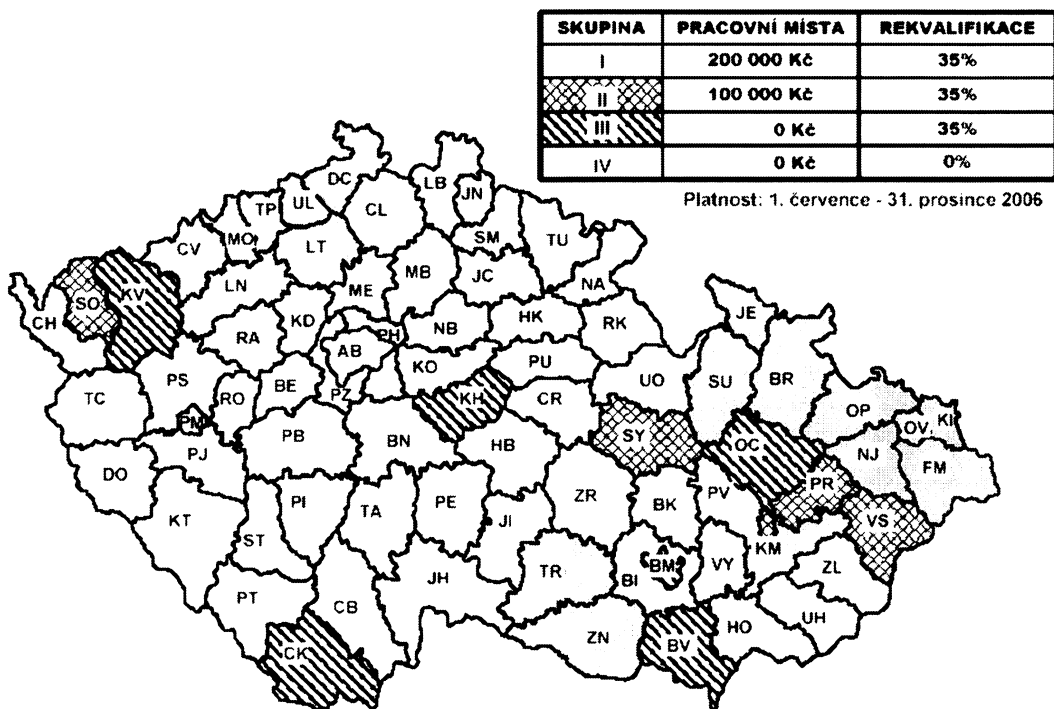 SKUPINA PRACOVNÍ MÍSTA REKVALIFIKACE
I 200 000 Kč 35%
II 100 000 Kč 35%
III 0 Kč 35%
IV 0 Kč 0%
Platnost: 1. července - 31. prosince 2006
DC LB JN
TP UL CL
CV MO LT SM TU
SO KV LN ME MB JC NA
CH RA KD PH NB HK RK JE
AB
PS BE KO PU UO SU BR
TC RO PZ KH CR OP
PM PB BN HB SY OC OV, KI
DO PJ NJ FM
KT PI TA PE JI ZR BK PV PR VS
ST KM
PT CB JH TR BI BM VY ZL
CK ZN BV HO UH